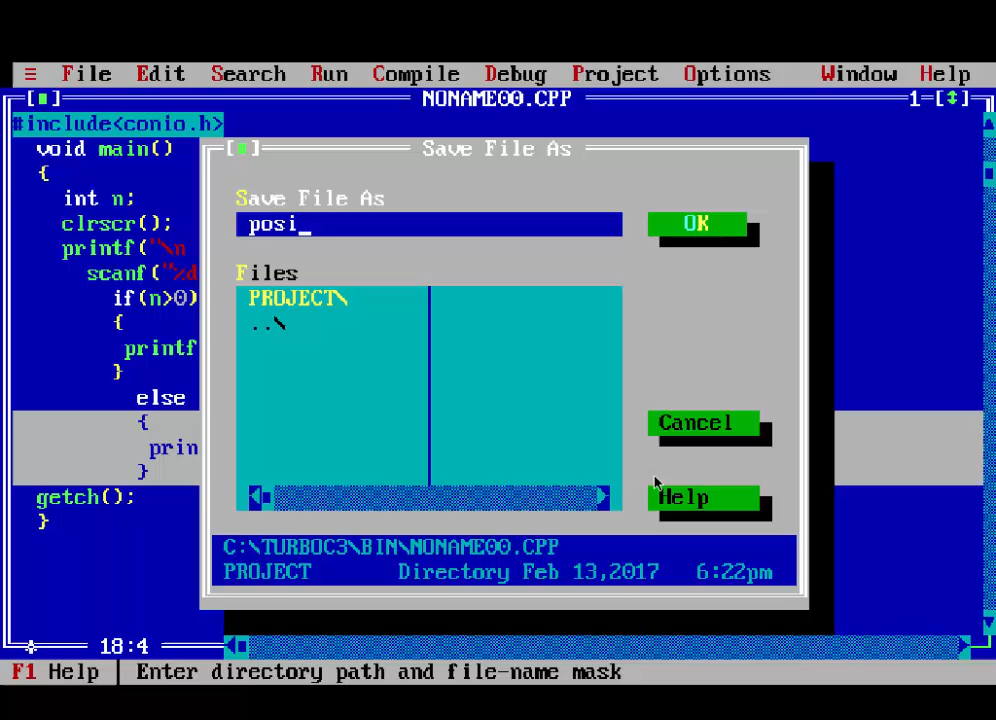 ≡ File Edit Search Run Compile Debug Project Options Window Help
[■] NONAME00.CPP 1=[↕]
#include<conio.h>
void main()
{
int n;
clrscr();
printf("\n
scanf("%d
if(n>0)
{
printf
}
else
{
prin
}
getch();
}
[■] Save File As
Save File As
posi_
OK
Files
PROJECT\
..\
Cancel
Help
C:\TURBOC3\BIN\NONAME00.CPP
PROJECT Directory Feb 13,2017 6:22pm
18:4
F1 Help | Enter directory path and file-name mask